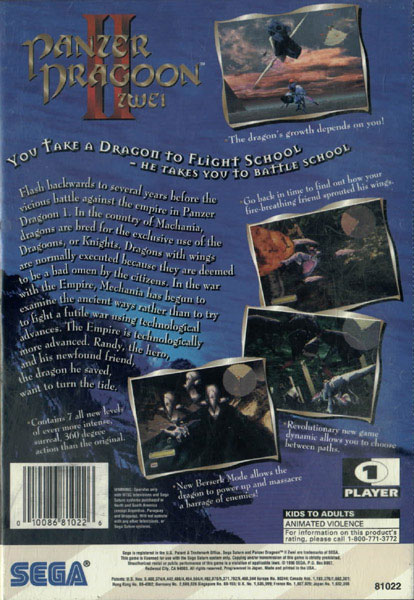 PANZER
DRAGOON
II
ZWEI
·The dragon's growth depends on you!
YOU TAKE A DRAGON TO FLIGHT SCHOOL
- HE TAKES YOU TO BATTLE SCHOOL
Flash backwards to several years before the
vicious battle against the empire in Panzer
Dragoon 1. In the country of Machania,
dragons are bred for the exclusive use of the
Dragoons, or Knights. Dragons with wings
are normally executed because they are deemed
to be a bad omen by the citizens. In the war
with the Empire, Mechania has begun to
examine the ancient ways rather than to try
to fight a futile war using technological
advances. The Empire is technologically
more advanced. Randy, the hero,
and his newfound friend,
the dragon he saved,
want to turn the tide.
·Go back in time to find out how your
fire-breathing friend sprouted his wings.
·Contains 7 all new levels
of even more intense,
surreal, 360 degree
action than the original.
·Revolutionary new game
dynamic allows you to choose
between paths.
·New Berserk Mode allows the
dragon to power up and massacre
a barrage of enemies!
0 10086 81022 6
1
PLAYER
KIDS TO ADULTS
ANIMATED VIOLENCE
For information on this product's
rating, please call 1-800-771-3772
SEGA
81022